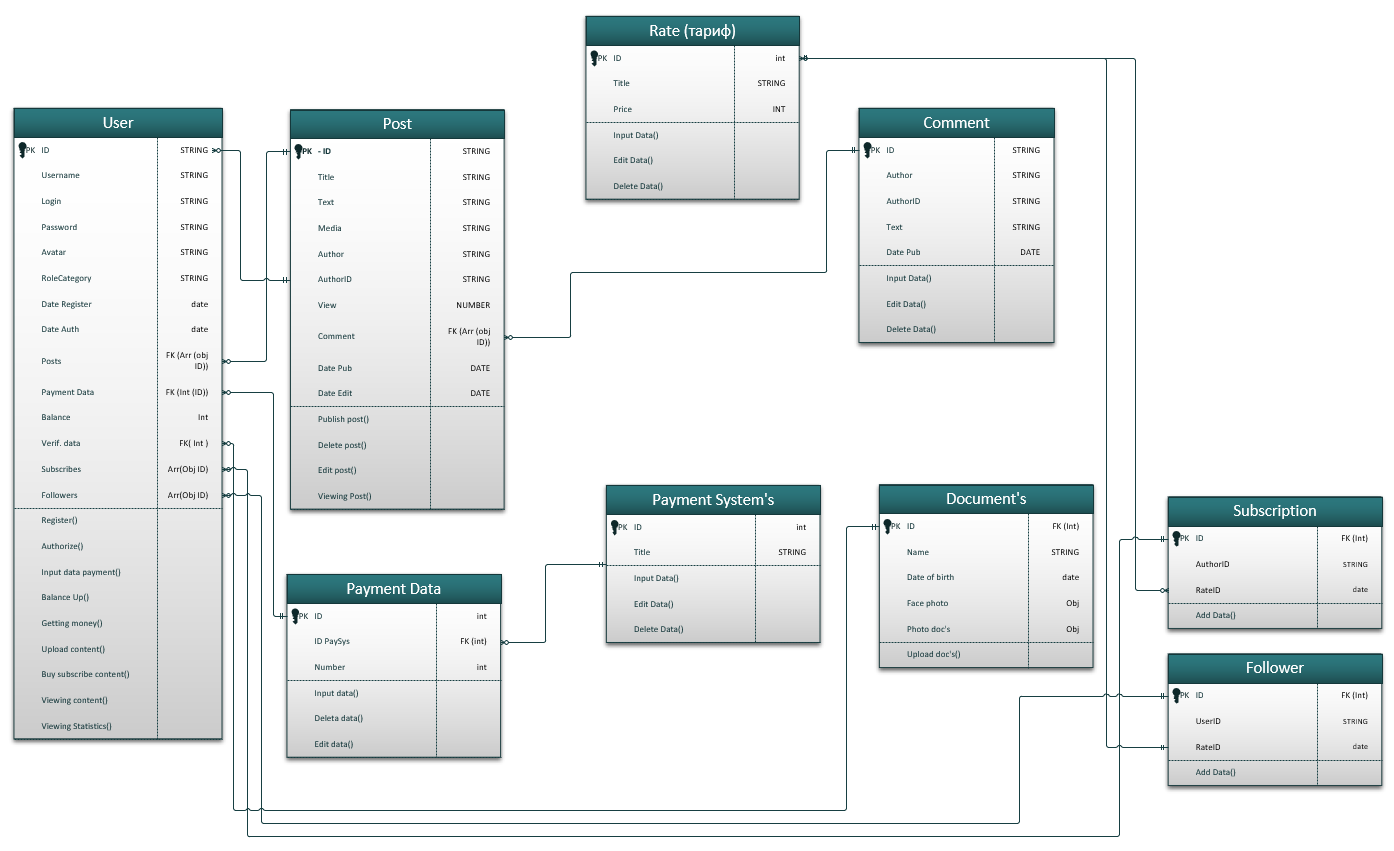 Rate (тариф)
PK ID int
Title STRING
Price INT
Input Data()
Edit Data()
Delete Data()
User
PK ID STRING
Username STRING
Login STRING
Password STRING
Avatar STRING
RoleCategory STRING
Date Register date
Date Auth date
Posts FK (Arr (obj
ID))
Payment Data FK (Int (ID))
Balance Int
Verif. data FK( Int )
Subscribes Arr(Obj ID)
Followers Arr(Obj ID)
Register()
Authorize()
Input data payment()
Balance Up()
Getting money()
Upload content()
Buy subscribe content()
Viewing content()
Viewing Statistics()
Post
PK - ID STRING
Title STRING
Text STRING
Media STRING
Author STRING
AuthorID STRING
View NUMBER
Comment FK (Arr (obj
ID))
Date Pub DATE
Date Edit DATE
Publish post()
Delete post()
Edit post()
Viewing Post()
Comment
PK ID STRING
Author STRING
AuthorID STRING
Text STRING
Date Pub DATE
Input Data()
Edit Data()
Delete Data()
Payment Data
PK ID int
ID PaySys FK (int)
Number int
Input data()
Deleta data()
Edit data()
Payment System's
PK ID int
Title STRING
Input Data()
Edit Data()
Delete Data()
Document's
PK ID FK (Int)
Name STRING
Date of birth date
Face photo Obj
Photo doc's Obj
Upload doc's()
Subscription
PK ID FK (Int)
AuthorID STRING
RateID date
Add Data()
Follower
PK ID FK (Int)
UserID STRING
RateID date
Add Data()